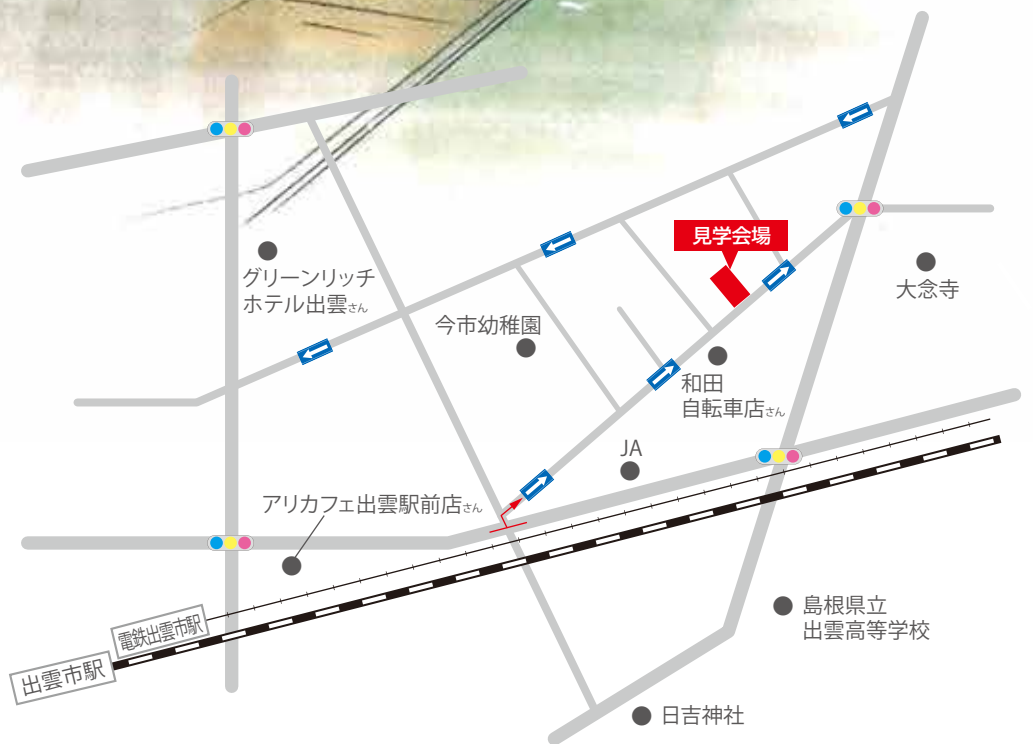 見学会場
グリーンリッチ
ホテル出雲さん
大念寺
今市幼稚園
和田
自転車店さん
JA
アリカフェ出雲駅前店さん
島根県立
出雲高等学校
電鉄出雲市駅
出雲市駅
日吉神社